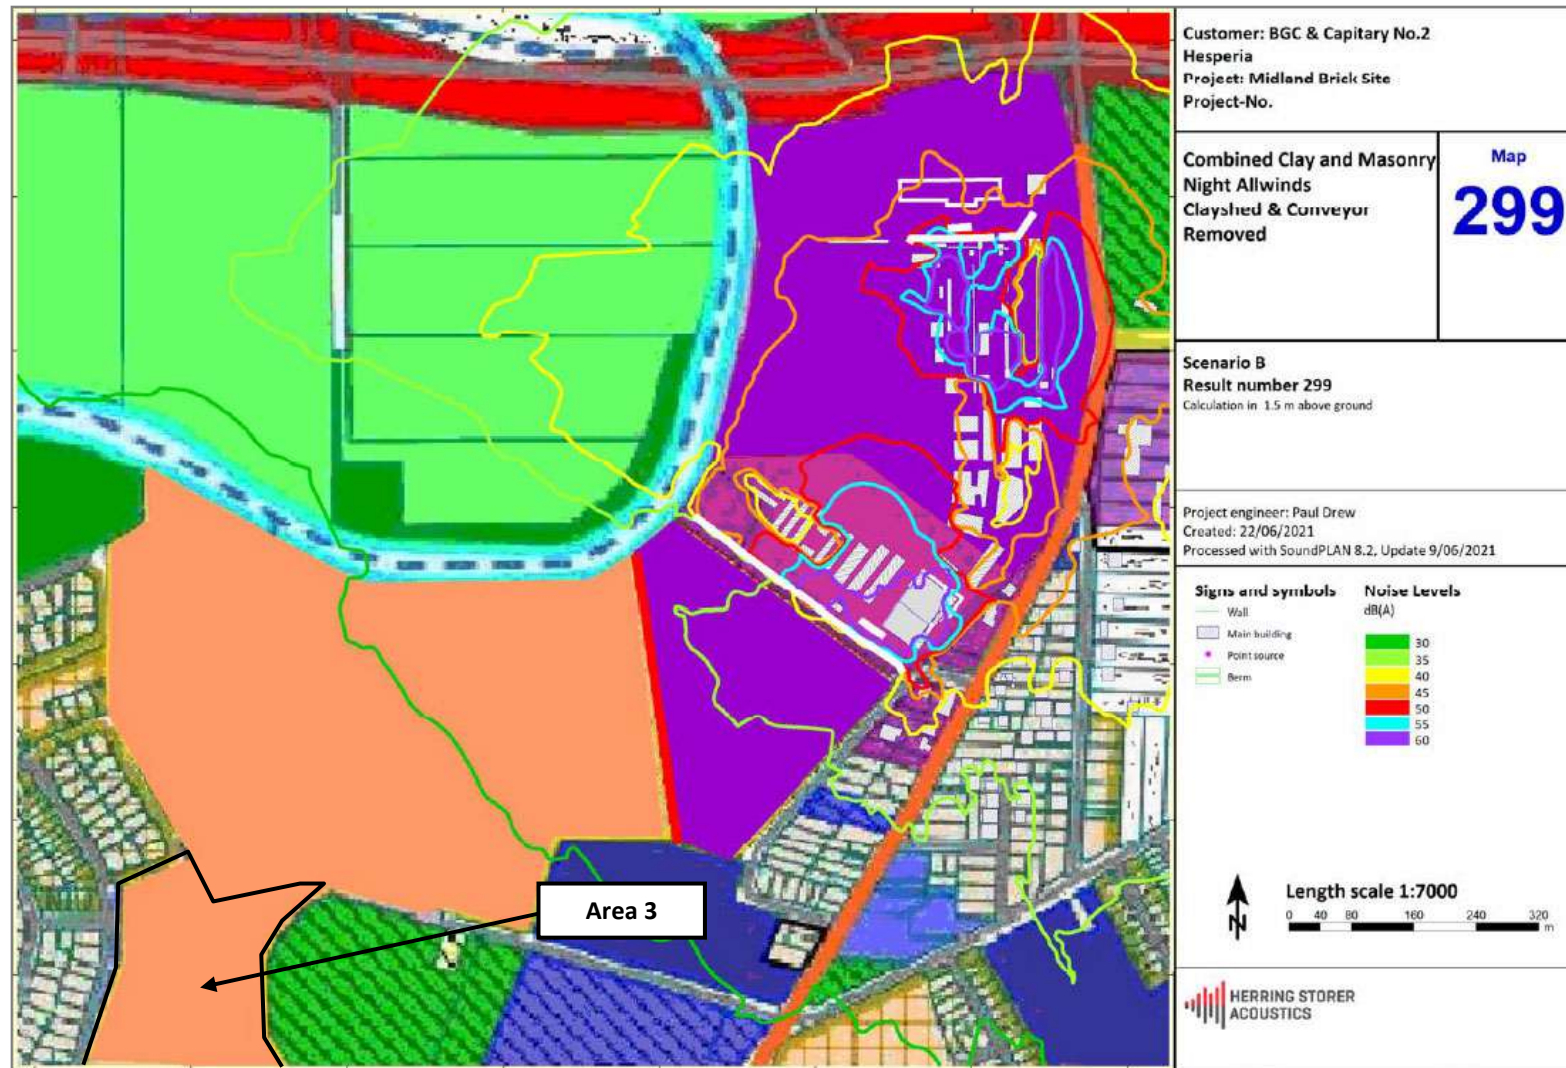 Customer: BGC & Capitary No.2
Hesperia
Project: Midland Brick Site
Project-No.
Combined Clay and Masonry
Night Allwinds
Clayshed & Conveyor
Removed
Map
299
Scenario B
Result number 299
Calculation in 1.5 m above ground
Project engineer: Paul Drew
Created: 22/06/2021
Processed with SoundPLAN 8.2, Update 9/06/2021
Signs and symbols
Wall
Main building
Point source
Berm
Noise Levels
dB(A)
30
35
40
45
50
55
60
Area 3
N
Length scale 1:7000
0 40 80 160 240 320
m
HERRING STORER
ACOUSTICS